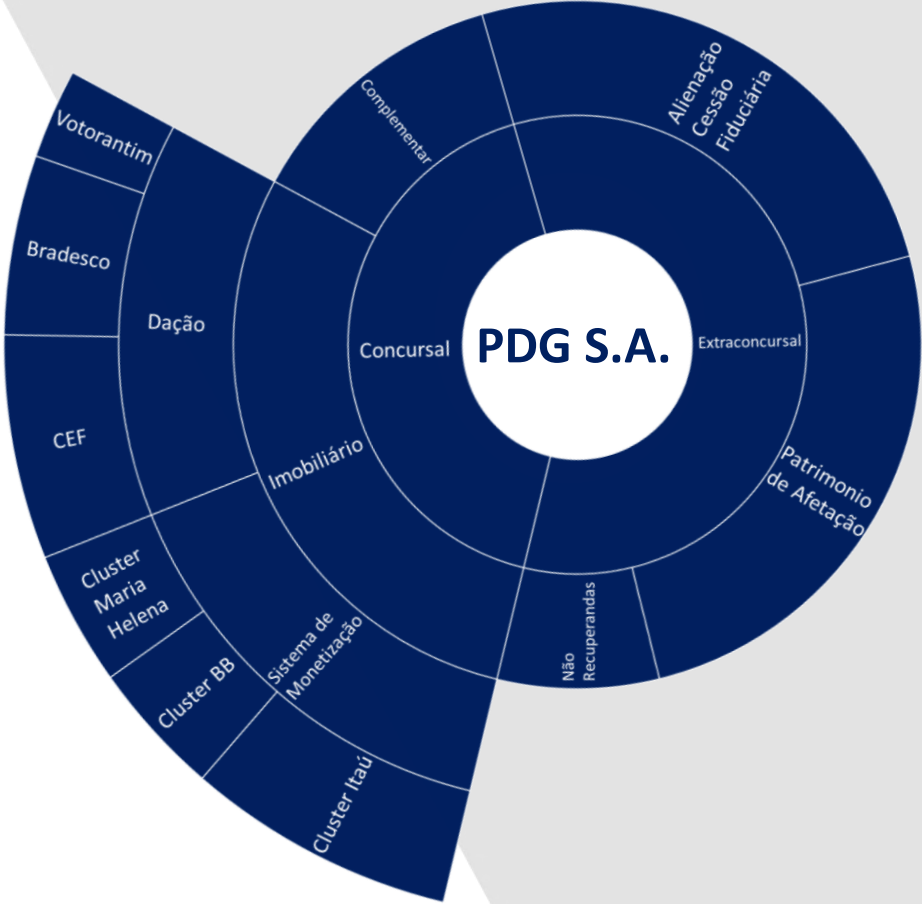 PDG S.A.
Concursal
Extraconcursal
Complementar
Imobiliário
Alienação
Cessão
Fiduciária
Patrimonio
de Afetação
Não
Recuperandas
Dação
Sistema de
Monetização
Votorantim
Bradesco
CEF
Cluster
Maria
Helena
Cluster BB
Cluster Itaú